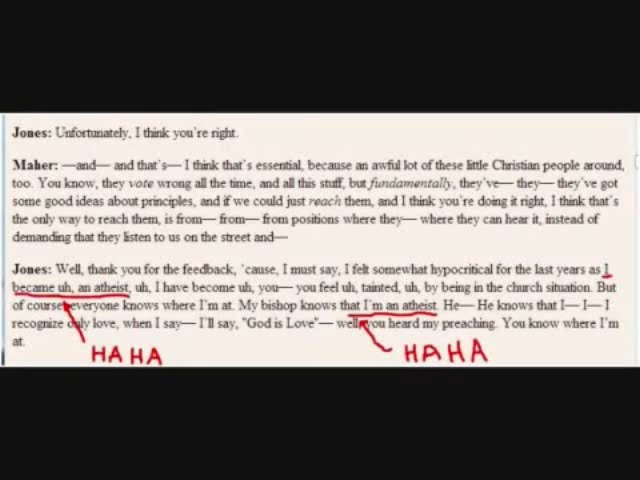 Jones: Unfortunately, I think you're right.
Maher: —and— and that's— I think that's essential, because an awful lot of these little Christian people around,
too. You know, they vote wrong all the time, and all this stuff, but fundamentally, they've— they— they've got
some good ideas about principles, and if we could just reach them, and I think you're doing it right, I think that's
the only way to reach them, is from— from— from positions where they— where they can hear it, instead of
demanding that they listen to us on the street and—
Jones: Well, thank you for the feedback, 'cause, I must say, I felt somewhat hypocritical for the last years as I
became uh, an atheist, uh, I have become uh, you— you feel uh, tainted, uh, by being in the church situation. But
of course, everyone knows where I'm at. My bishop knows that I'm an atheist. He— He knows that I— I— I
recognize only love, when I say— I'll say, "God is Love"— well, you heard my preaching. You know where I'm
at.
HAHA HAHA